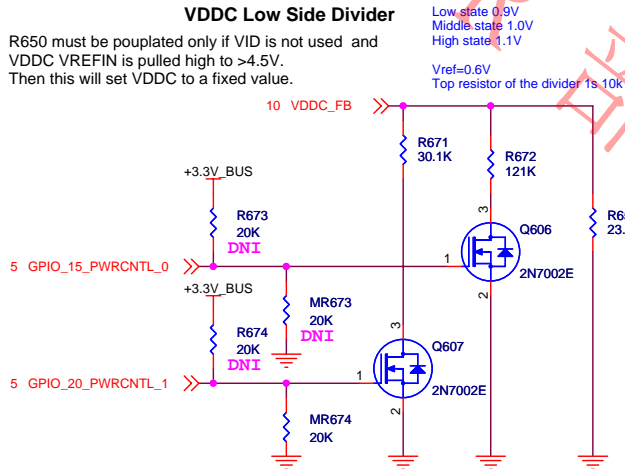 VDDC Low Side Divider
Low state 0.9V
Middle state 1.0V
High state 1.1V
R650 must be pouplated only if VID is not used and
VDDC VREFIN is pulled high to >4.5V.
Then this will set VDDC to a fixed value.
Vref=0.6V
Top resistor of the divider 1s 10k
10 VDDC_FB
R671
30.1K
R672
121K
+3.3V_BUS
R673
20K
DNI
3
Q606
23.
5 GPIO_15_PWRCNTL_0
1
2N7002E
2
+3.3V_BUS
MR673
20K
DNI
R674
20K
DNI
3
Q607
5 GPIO_20_PWRCNTL_1
1
2N7002E
2
MR674
20K